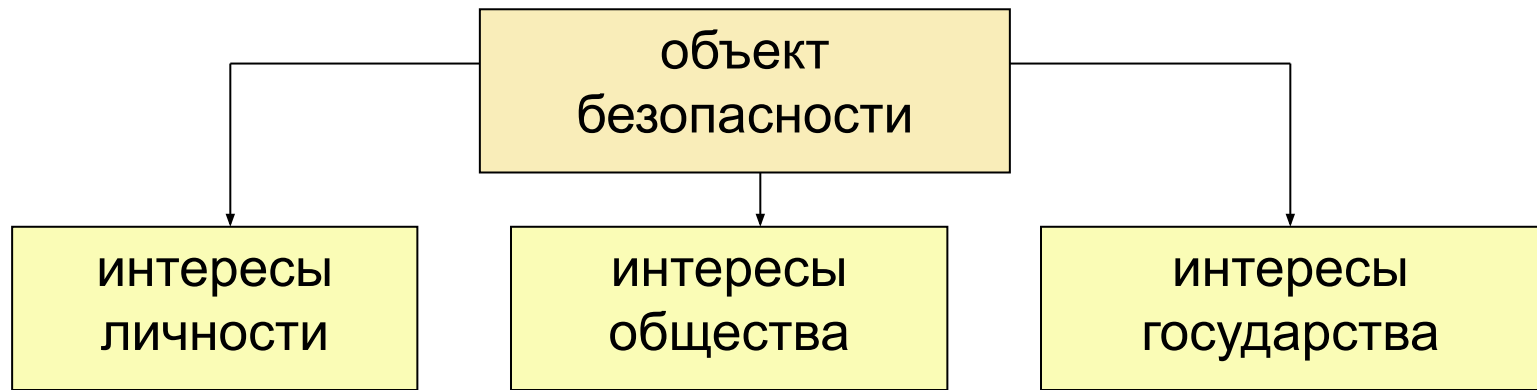 объект
безопасности
интересы
личности
интересы
общества
интересы
государства